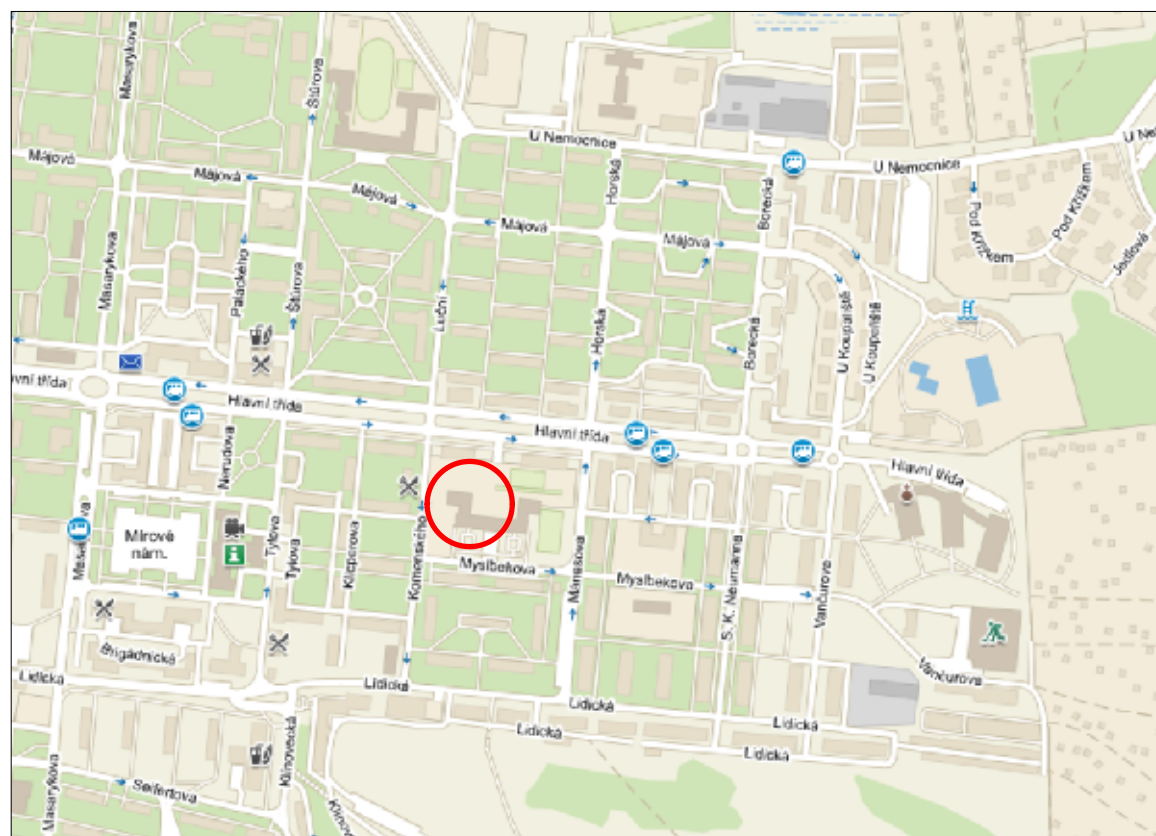 Masarykova
Štúrova
U Nemocnice
U Nemocnice
Májová
Májová
Májová
Májová
Májová
Horská
Borecká
Pod Křížkem
Pod Křížkem
Jedlová
Masarykova
Palackého
Štúrova
Luční
Horská
Borecká
U Koupaliště
U Koupaliště
Hlavní třída
Hlavní třída
Hlavní třída
Nerudova
Tylova
Tylova
Klicperova
Komenského
Mírové
nám.
Myslbekova
Mánesova
Myslbekova
S. K. Neumanna
Vančurova
Vančurova
Brigádnická
Lidická
Lidická
Lidická
Lidická
Lidická
Lidická
Masarykova
Klínovecká
Seifertova